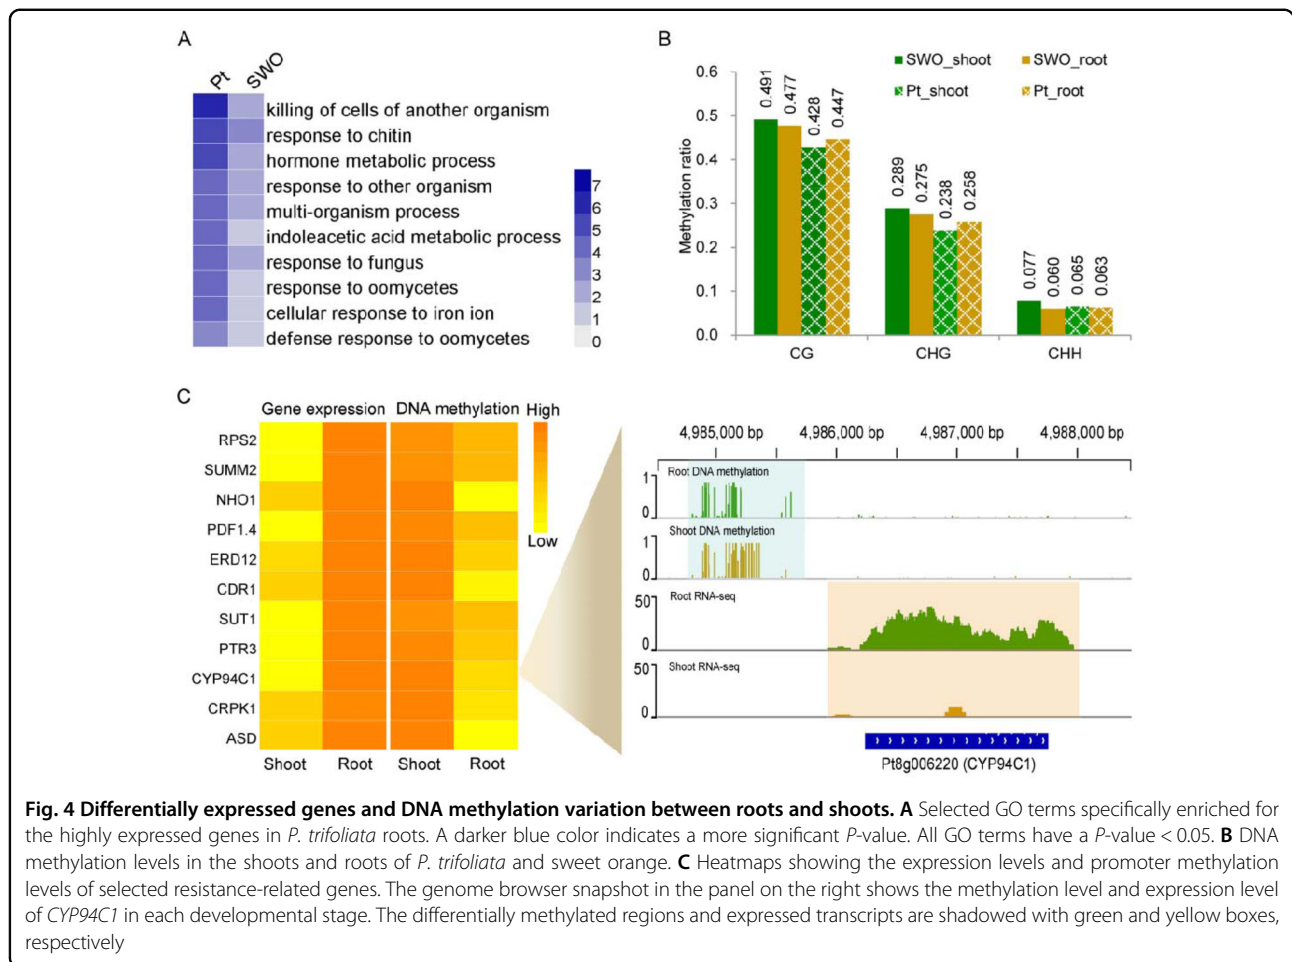 A
Pt SWO
killing of cells of another organism
response to chitin
hormone metabolic process
response to other organism
multi-organism process
indoleacetic acid metabolic process
response to fungus
response to oomycetes
cellular response to iron ion
defense response to oomycetes
7
6
5
4
3
2
1
0
B
SWO_shoot SWO_root
Pt_shoot Pt_root
Methylation ratio
0.6
0.5
0.4
0.3
0.2
0.1
0.0
0.491 0.477 0.428 0.447
0.289 0.275 0.238 0.258
0.077 0.060 0.065 0.063
CG CHG CHH
C
Gene expression DNA methylation
High
Low
RPS2
SUMM2
NHO1
PDF1.4
ERD12
CDR1
SUT1
PTR3
CYP94C1
CRPK1
ASD
Shoot Root Shoot Root
4,985,000 bp 4,986,000 bp 4,987,000 bp 4,988,000 bp
Root DNA methylation
1
0
Shoot DNA methylation
1
0
Root RNA-seq
50
0
Shoot RNA-seq
50
0
Pt8g006220 (CYP94C1)
Fig. 4 Differentially expressed genes and DNA methylation variation between roots and shoots. A Selected GO terms specifically enriched for
the highly expressed genes in P. trifoliata roots. A darker blue color indicates a more significant P-value. All GO terms have a P-value < 0.05. B DNA
methylation levels in the shoots and roots of P. trifoliata and sweet orange. C Heatmaps showing the expression levels and promoter methylation
levels of selected resistance-related genes. The genome browser snapshot in the panel on the right shows the methylation level and expression level
of CYP94C1 in each developmental stage. The differentially methylated regions and expressed transcripts are shadowed with green and yellow boxes,
respectively